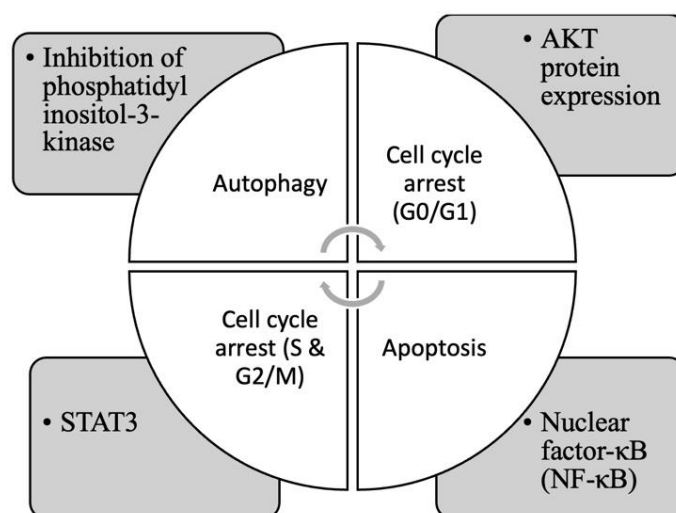 • Inhibition of
phosphatidyl
inositol-3-
kinase
• AKT
protein
expression
Autophagy
Cell cycle
arrest
(G0/G1)
Cell cycle
arrest (S &
G2/M)
Apoptosis
• STAT3
• Nuclear
factor-κB
(NF-κB)